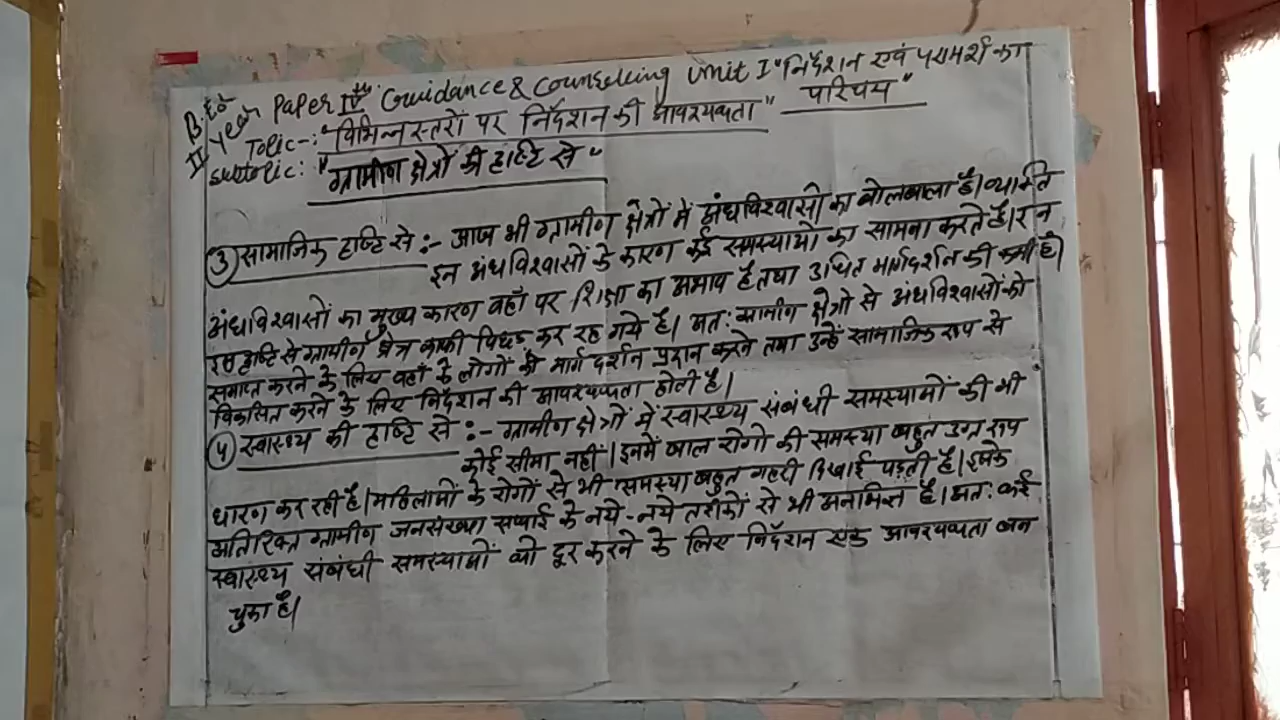 B.Ed II Year Paper IVth Guidance & Counselling Unit I "निर्देशन एवं परामर्श का परिचय"
Topic-: "विभिन्न स्तरों पर निर्देशन की आवश्यकता"
Subtopic: "ग्रामीण क्षेत्रों की दृष्टि से"
③ सामाजिक दृष्टि से :- आज भी ग्रामीण क्षेत्रों में अंधविश्वासों का बोलबाला है। व्यक्ति
इन अंधविश्वासों के कारण कई समस्याओं का सामना करते है। इन
अंधविश्वासों का मुख्य कारण वहाँ पर शिक्षा का अभाव है तथा उचित मार्गदर्शन की कमी है।
इस दृष्टि से ग्रामीण क्षेत्र काफी पिछड़ कर रह गये है। अत: ग्रामीण क्षेत्रो से अंधविश्वासों को
समाप्त करने के लिए वहाँ के लोगों को मार्ग दर्शन प्रदान करने तथा उन्हें सामाजिक रूप से
विकसित करने के लिए निर्देशन की आवश्यकता होती है।
④ स्वास्थ्य की दृष्टि से :- ग्रामीण क्षेत्रों में स्वास्थ्य संबंधी समस्याओं की भी
कोई सीमा नहीं। इनमें बाल रोगो की समस्या बहुत उग्र रूप
धारण कर रही है। महिलाओं के रोगों से भी समस्या बहुत गहरी दिखाई पड़ती है। इसके
अतिरिक्त ग्रामीण जनसंख्या सफाई के नये-नये तरीकों से भी अनभिज्ञ है। अत: कई
स्वास्थ्य संबंधी समस्याओं को दूर करने के लिए निर्देशन एक आवश्यकता बन
चुका है।